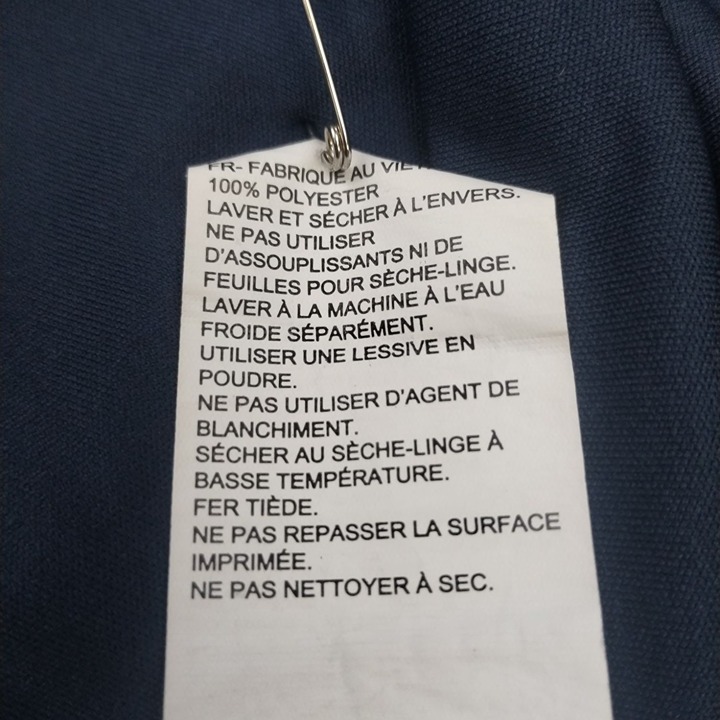 FR- FABRIQUÉ AU
100% POLYESTER
LAVER ET SÉCHER À L'ENVERS.
NE PAS UTILISER
D'ASSOUPLISSANTS NI DE
FEUILLES POUR SÈCHE-LINGE.
LAVER À LA MACHINE À L'EAU
FROIDE SÉPARÉMENT.
UTILISER UNE LESSIVE EN
POUDRE.
NE PAS UTILISER D'AGENT DE
BLANCHIMENT.
SÉCHER AU SÈCHE-LINGE À
BASSE TEMPÉRATURE.
FER TIÈDE.
NE PAS REPASSER LA SURFACE
IMPRIMÉE.
NE PAS NETTOYER À SEC.